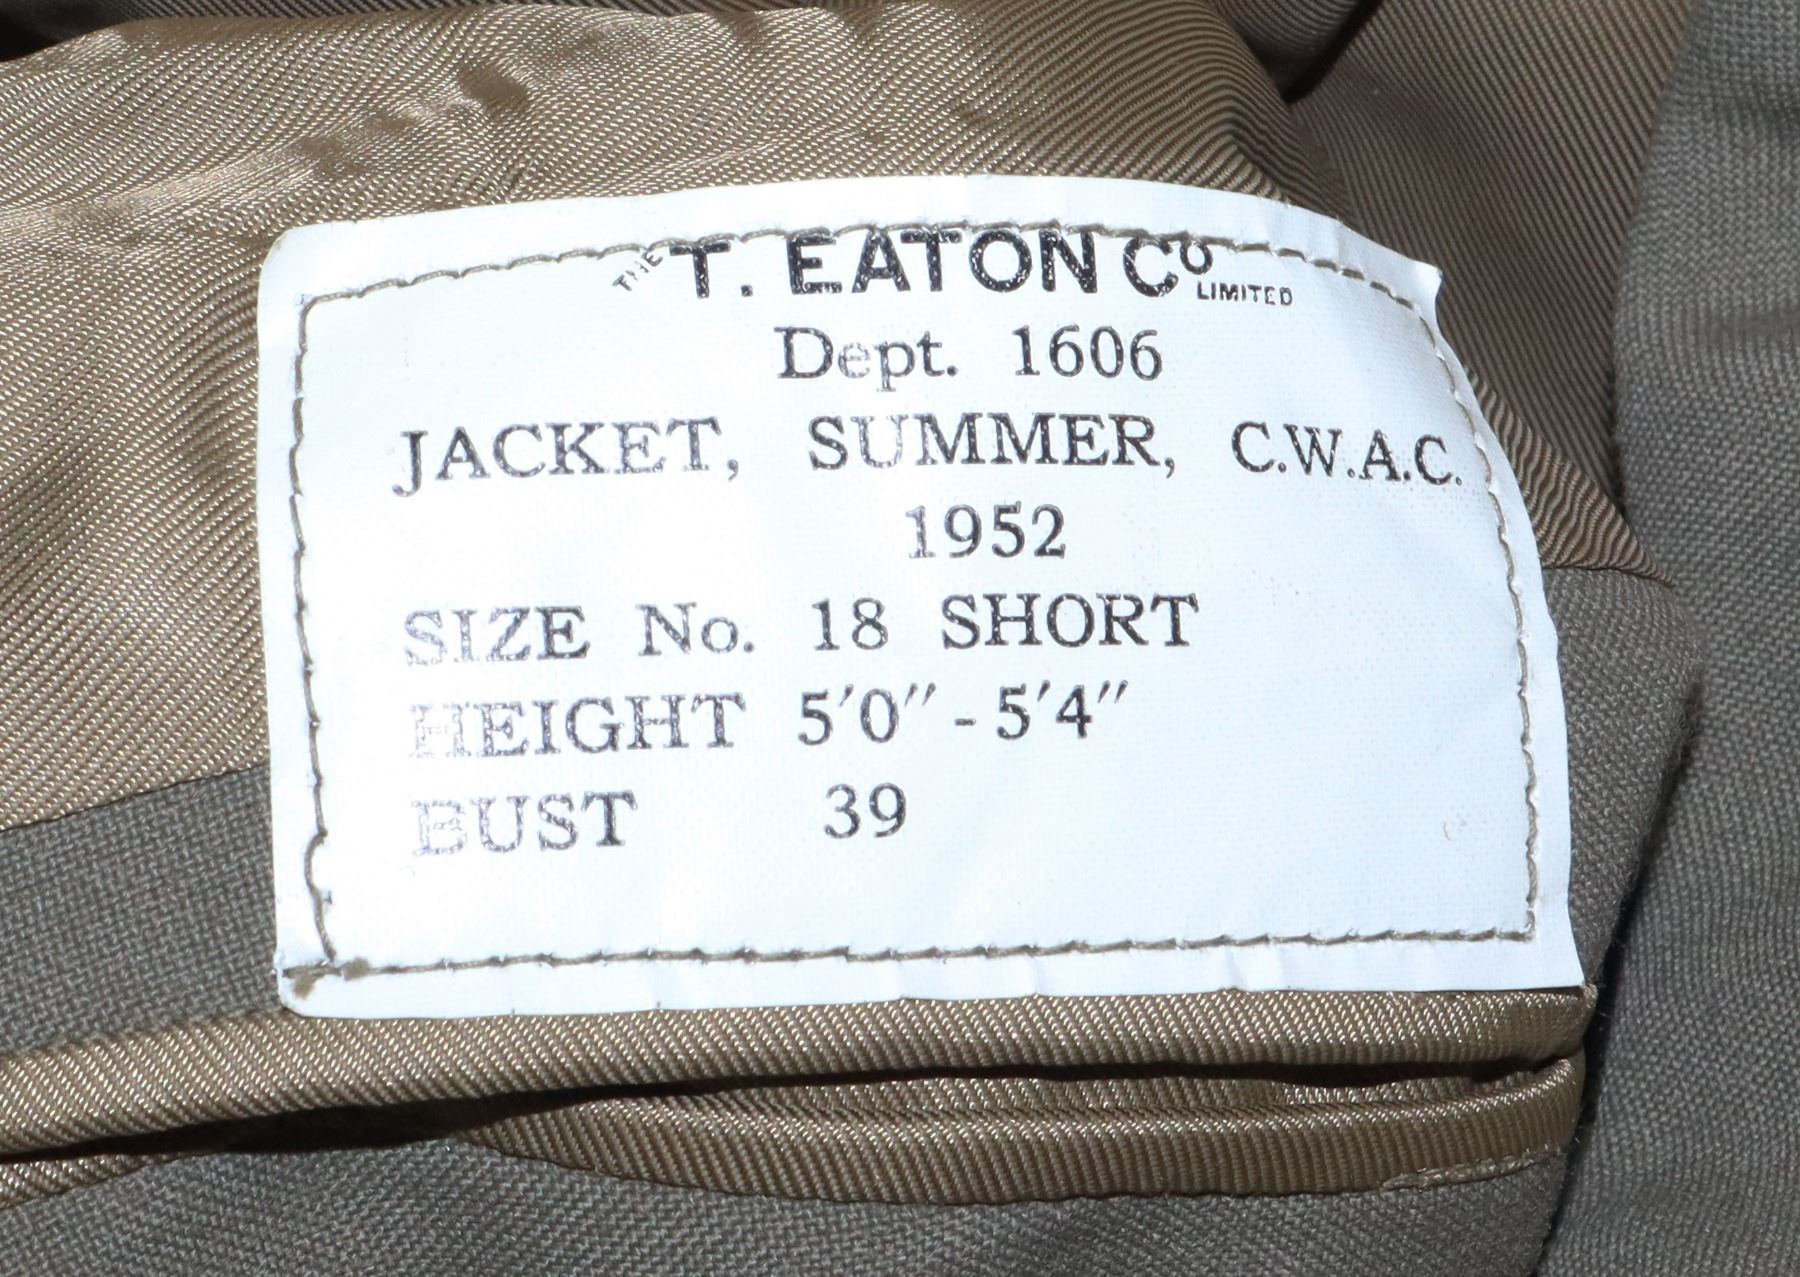 THE T. EATON Co LIMITED
Dept. 1606
JACKET, SUMMER, C.W.A.C.
1952
SIZE No. 18 SHORT
HEIGHT 5'0" - 5'4"
BUST 39